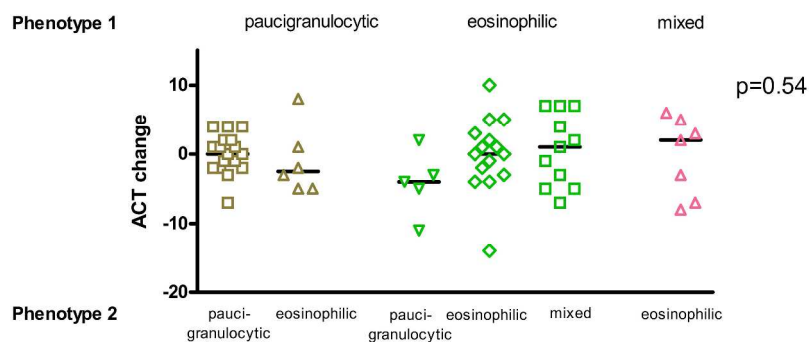 Phenotype 1 paucigranulocytic eosinophilic mixed
p=0.54
ACT change
10
0
-10
-20
Phenotype 2 pauci- eosinophilic pauci- eosinophilic mixed eosinophilic
granulocytic granulocytic